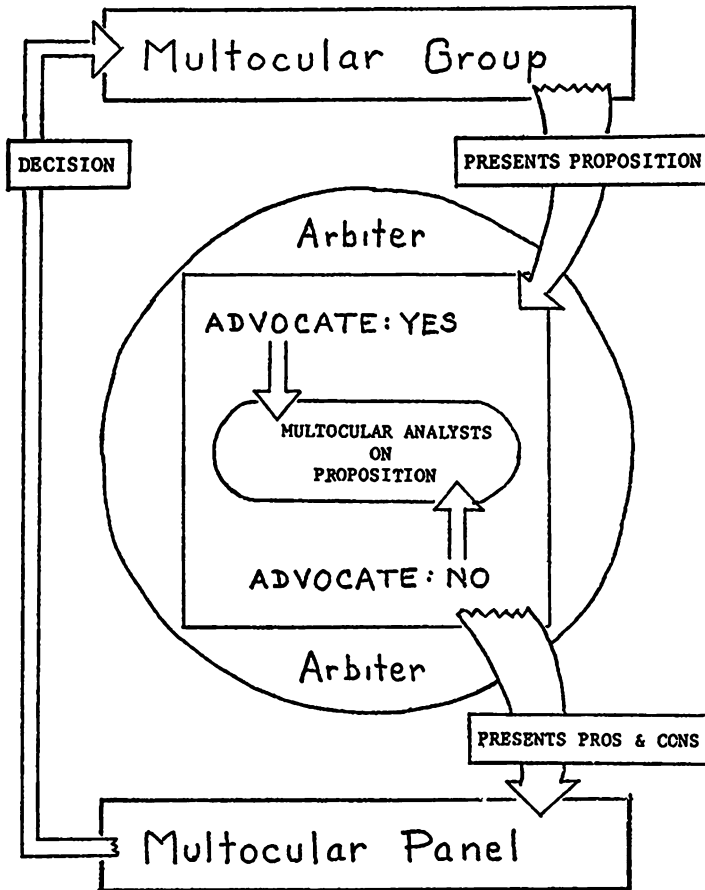 Multocular Group
DECISION
PRESENTS PROPOSITION
Arbiter
ADVOCATE: YES
MULTOCULAR ANALYSTS
ON
PROPOSITION
ADVOCATE: NO
Arbiter
PRESENTS PROS & CCNS
Multocular Panel